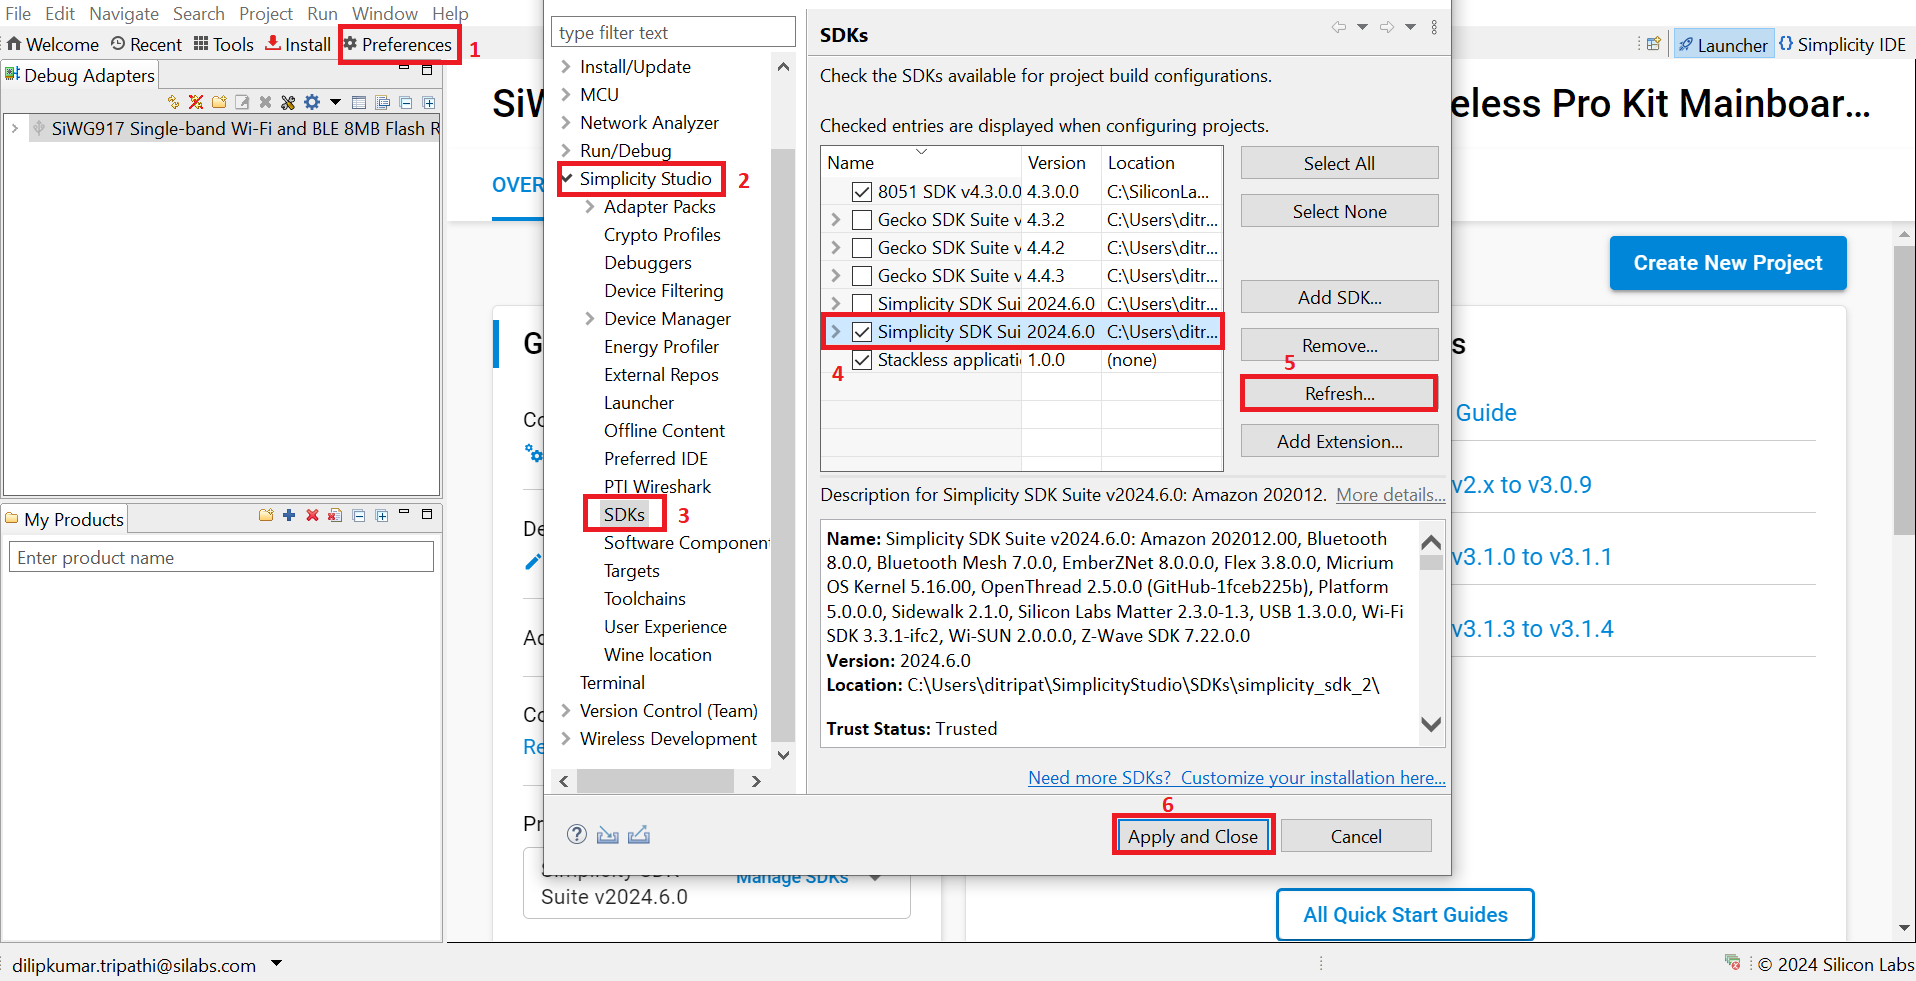 File Edit Navigate Search Project Run Window Help
Welcome Recent Tools Install Preferences 1
Launcher Simplicity IDE
Debug Adapters
SiWG917 Single-band Wi-Fi and BLE 8MB Flash R
My Products
Enter product name
type filter text
Install/Update
MCU
Network Analyzer
Run/Debug
Simplicity Studio 2
Adapter Packs
Crypto Profiles
Debuggers
Device Filtering
Device Manager
Energy Profiler
External Repos
Launcher
Offline Content
Preferred IDE
PTI Wireshark
SDKs 3
Software Component
Targets
Toolchains
User Experience
Wine location
Terminal
Version Control (Team)
Wireless Development
SDKs
Check the SDKs available for project build configurations.
Checked entries are displayed when configuring projects.
Name Version Location
8051 SDK v4.3.0.0 4.3.0.0 C:\SiliconLa...
Gecko SDK Suite v 4.3.2 C:\Users\ditr...
Gecko SDK Suite v 4.4.2 C:\Users\ditr...
Gecko SDK Suite v 4.4.3 C:\Users\ditr...
Simplicity SDK Sui 2024.6.0 C:\Users\ditr...
Simplicity SDK Sui 2024.6.0 C:\Users\ditr...
4 Stackless applicati 1.0.0 (none)
Select All
Select None
Add SDK...
Remove...
5
Refresh...
Add Extension...
Description for Simplicity SDK Suite v2024.6.0: Amazon 202012. More details...
Name: Simplicity SDK Suite v2024.6.0: Amazon 202012.00, Bluetooth
8.0.0, Bluetooth Mesh 7.0.0, EmberZNet 8.0.0.0, Flex 3.8.0.0, Micrium
OS Kernel 5.16.00, OpenThread 2.5.0.0 (GitHub-1fceb225b), Platform
5.0.0.0, Sidewalk 2.1.0, Silicon Labs Matter 2.3.0-1.3, USB 1.3.0.0, Wi-Fi
SDK 3.3.1-ifc2, Wi-SUN 2.0.0.0, Z-Wave SDK 7.22.0.0
Version: 2024.6.0
Location: C:\Users\ditripat\SimplicityStudio\SDKs\simplicity_sdk_2\
Trust Status: Trusted
Need more SDKs? Customize your installation here...
6
Apply and Close Cancel
SiW
eless Pro Kit Mainboar...
OVER
Create New Project
G
s
Co
Guide
v2.x to v3.0.9
De
v3.1.0 to v3.1.1
Ad
v3.1.3 to v3.1.4
Co
Re
Pr
Simplicity SDK
Suite v2024.6.0
Manage SDKs
All Quick Start Guides
dilipkumar.tripathi@silabs.com
© 2024 Silicon Labs